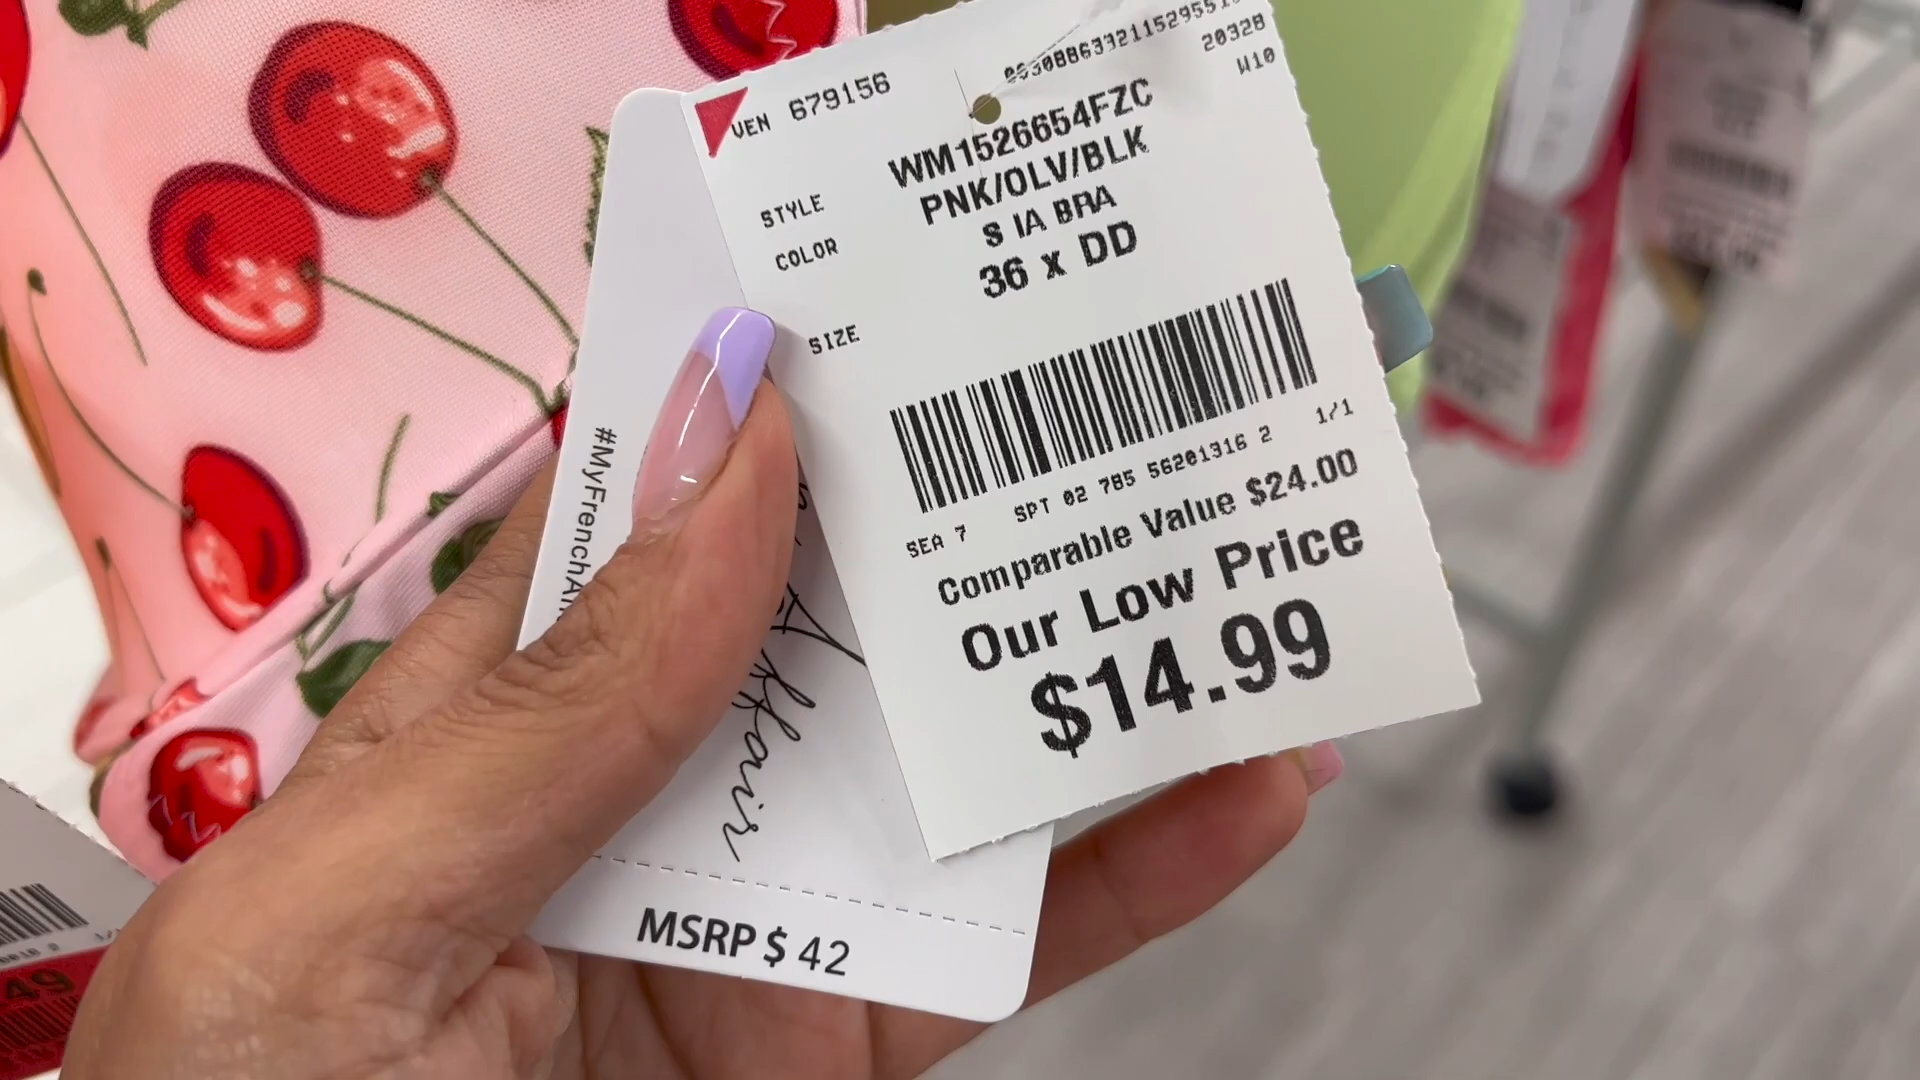 VEN 679156
20328
W10
STYLE WM1526654FZC
COLOR PNK/OLV/BLK
S IA BRA
SIZE 36 x DD
1/1
SEA 7 SPT 02 785 56201316 2
Comparable Value $24.00
Our Low Price
$14.99
MSRP $ 42